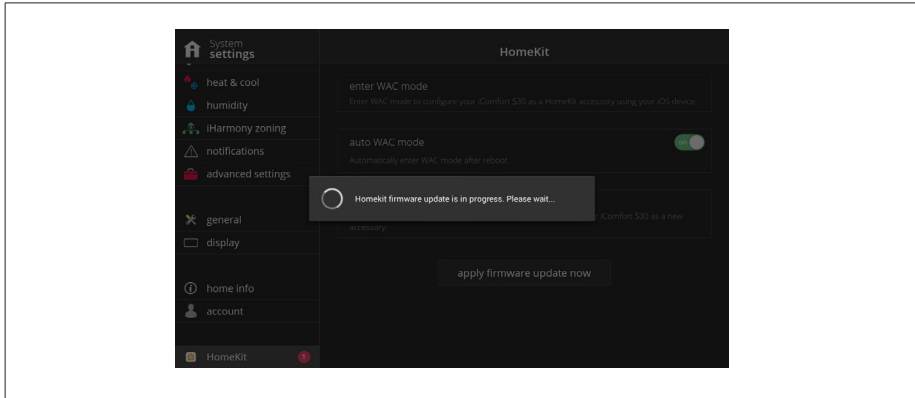 System
settings
HomeKit
heat & cool
humidity
iHarmony zoning
notifications
advanced settings
general
display
home info
account
HomeKit
1
enter WAC mode
Enter WAC mode to configure your iComfort S30 as a HomeKit accessory using your iOS device.
auto WAC mode
on
Automatically enter WAC mode after reboot.
Homekit firmware update is in progress. Please wait...
iComfort S30 as a new
accessary.
apply firmware update now